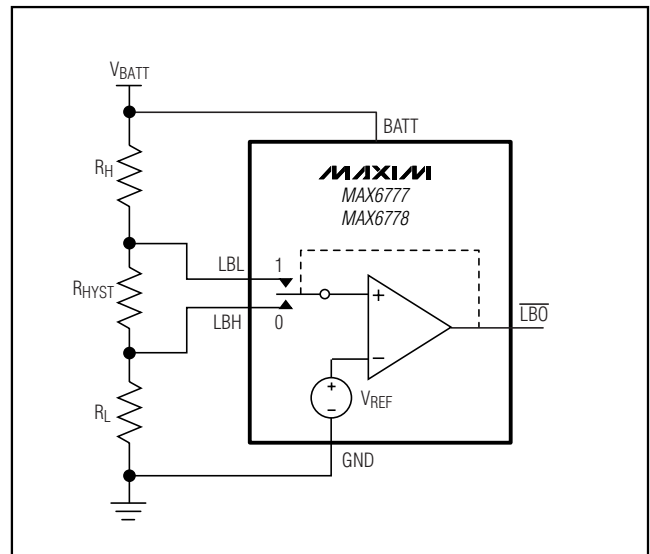 VBATT
BATT
RH
MAXIM
MAX6777
MAX6778
LBL
1
RHYST
+
LBH
0
−
LBO
+
−
VREF
RL
GND